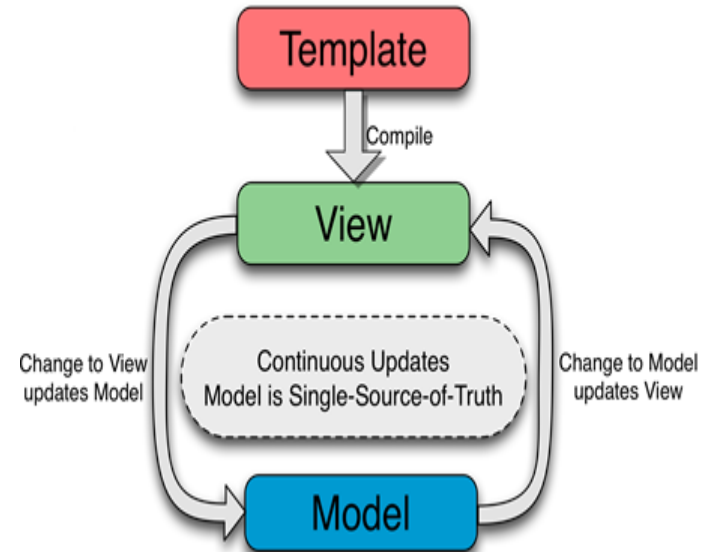 Template
Compile
View
Change to View
updates Model
Continuous Updates
Model is Single-Source-of-Truth
Change to Model
updates View
Model